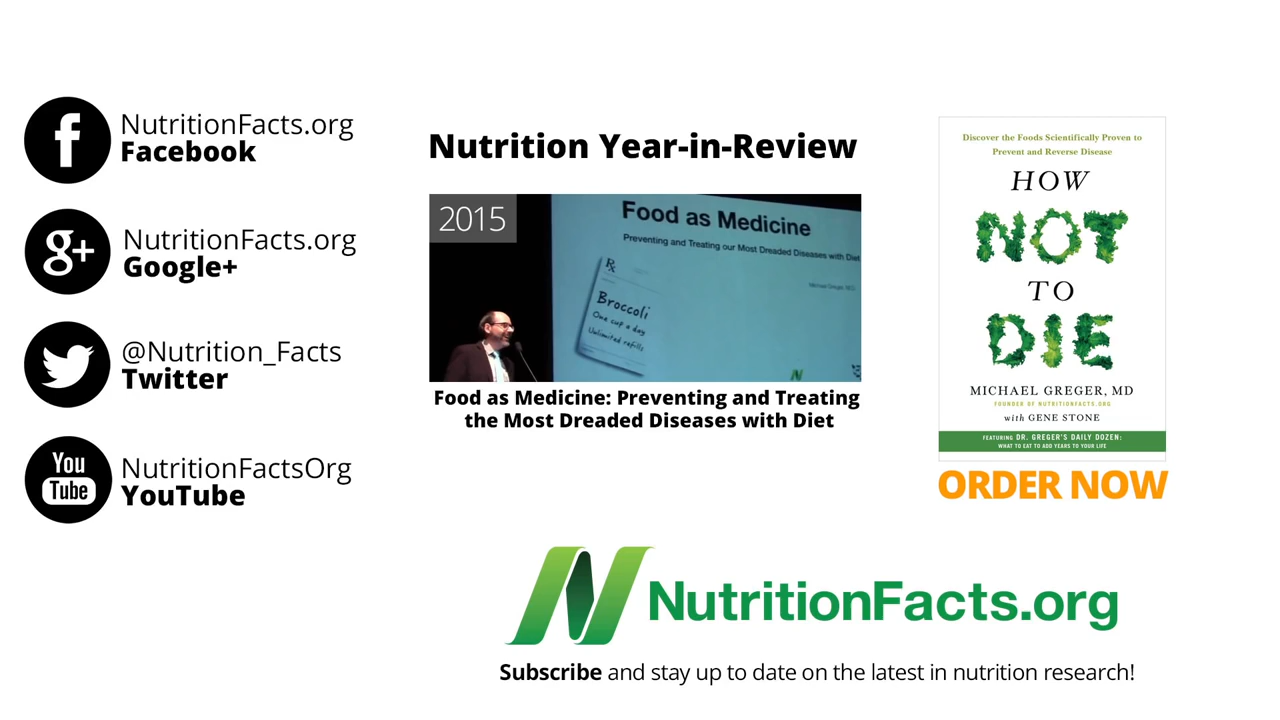 NutritionFacts.org
Facebook
NutritionFacts.org
Google+
@Nutrition_Facts
Twitter
You
Tube
NutritionFactsOrg
YouTube
Nutrition Year-in-Review
2015
Food as Medicine
Preventing and Treating our Most Dreaded Diseases with Diet
Michael Greger, M.D.
Rx
Broccoli
One cup a day
Unlimited refills
Food as Medicine: Preventing and Treating
the Most Dreaded Diseases with Diet
Discover the Foods Scientifically Proven to
Prevent and Reverse Disease
HOW
NOT
TO
DIE
MICHAEL GREGER, MD
FOUNDER OF NUTRITIONFACTS.ORG
with GENE STONE
FEATURING DR. GREGER'S DAILY DOZEN:
WHAT TO EAT TO ADD YEARS TO YOUR LIFE
ORDER NOW
NutritionFacts.org
Subscribe and stay up to date on the latest in nutrition research!